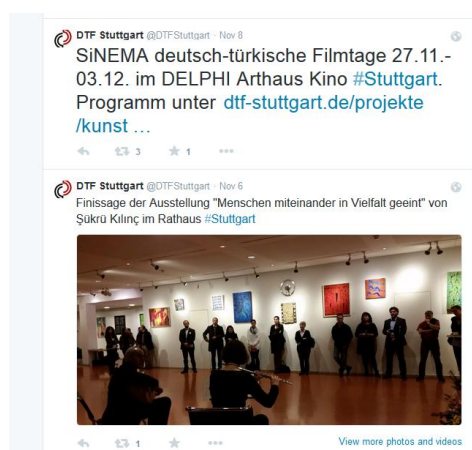 DTF Stuttgart @DTFStuttgart · Nov 8
SiNEMA deutsch-türkische Filmtage 27.11.-
03.12. im DELPHI Arthaus Kino #Stuttgart.
Programm unter dtf-stuttgart.de/projekte
/kunst …
3 1
DTF Stuttgart @DTFStuttgart · Nov 6
Finissage der Ausstellung "Menschen miteinander in Vielfalt geeint" von
Şükrü Kılınç im Rathaus #Stuttgart
1
View more photos and videos